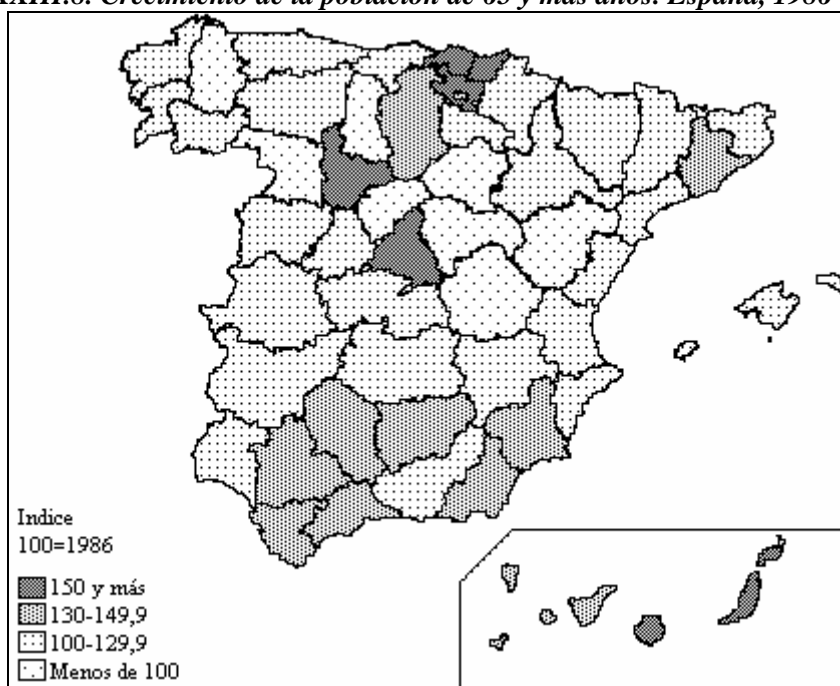 XXIII.8. Crecimiento de la población de 65 y más años. España, 1986
Indice
100=1986
150 y más
130-149,9
100-129,9
Menos de 100